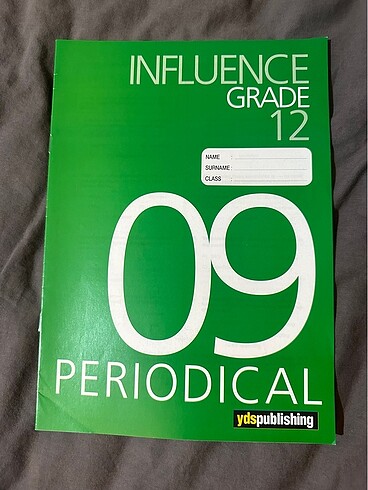 INFLUENCE
GRADE
12
NAME :
SURNAME :
CLASS :
09
PERIODICAL
ydspublishing